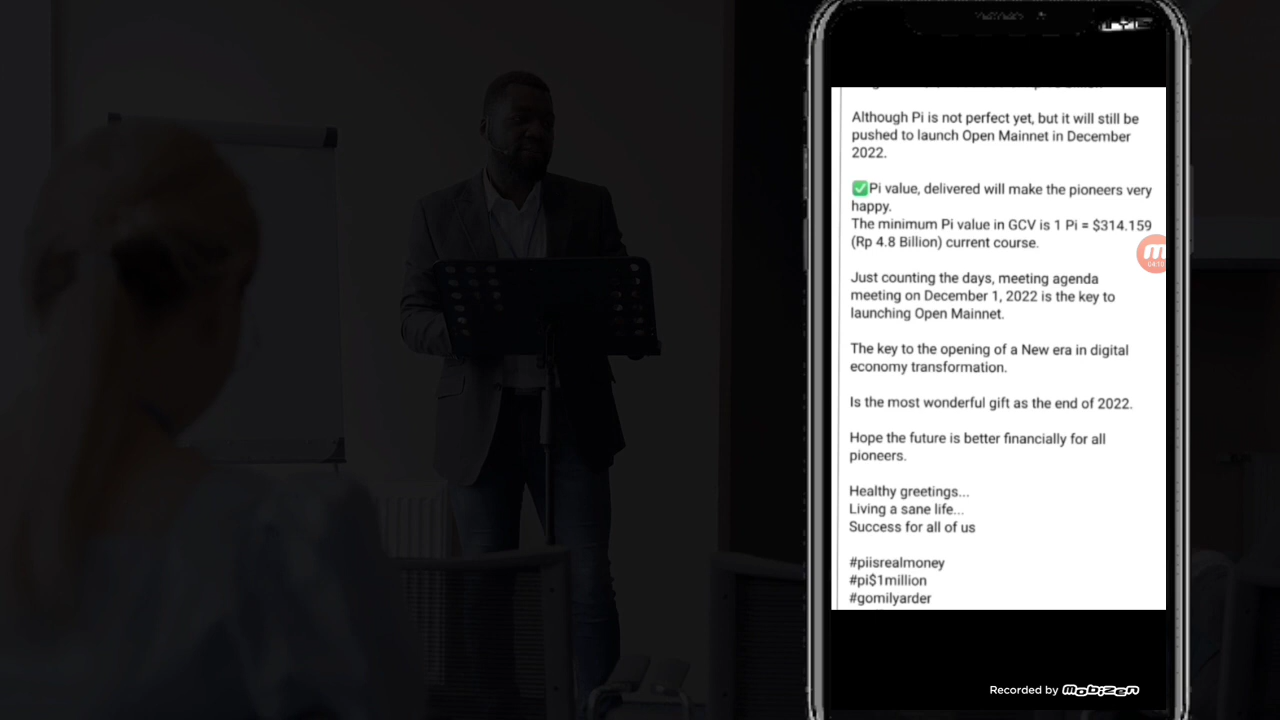 Although Pi is not perfect yet, but it will still be
pushed to launch Open Mainnet in December
2022.
✅Pi value, delivered will make the pioneers very
happy.
The minimum Pi value in GCV is 1 Pi = $314.159
(Rp 4.8 Billion) current course.
Just counting the days, meeting agenda
meeting on December 1, 2022 is the key to
launching Open Mainnet.
The key to the opening of a New era in digital
economy transformation.
Is the most wonderful gift as the end of 2022.
Hope the future is better financially for all
pioneers.
Healthy greetings...
Living a sane life...
Success for all of us
#piisrealmoney
#pi$1million
#gomilyarder
Recorded by mobizen